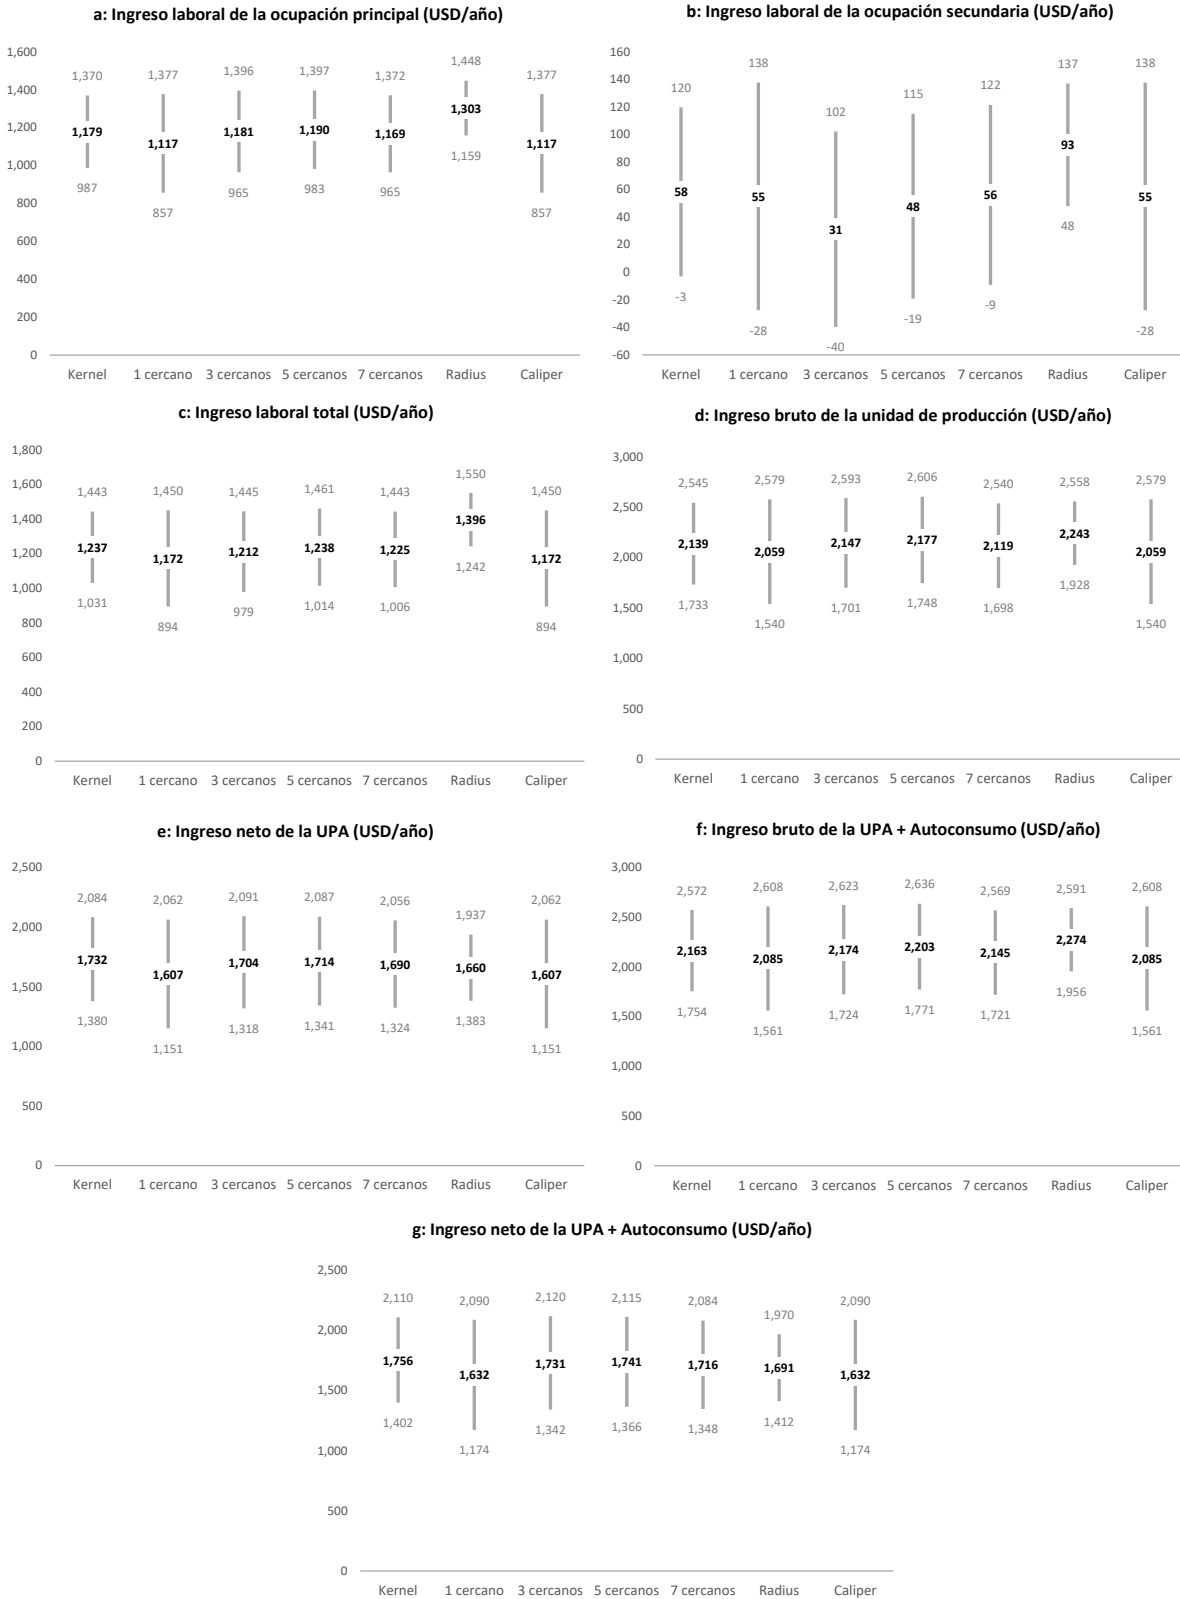 a: Ingreso laboral de la ocupación principal (USD/año)
1,600
1,400
1,200
1,000
800
600
400
200
0
1,370 1,377 1,396 1,397 1,372 1,448 1,377
1,179 1,117 1,181 1,190 1,169 1,303 1,117
987 857 965 983 965 1,159 857
Kernel 1 cercano 3 cercanos 5 cercanos 7 cercanos Radius Caliper
b: Ingreso laboral de la ocupación secundaria (USD/año)
160
140
120
100
80
60
40
20
0
-20
-40
-60
120 138 102 115 122 137 138
58 55 31 48 56 93 55
-3 -28 -40 -19 -9 48 -28
Kernel 1 cercano 3 cercanos 5 cercanos 7 cercanos Radius Caliper
c: Ingreso laboral total (USD/año)
1,800
1,600
1,400
1,200
1,000
800
600
400
200
0
1,443 1,450 1,445 1,461 1,443 1,550 1,450
1,237 1,172 1,212 1,238 1,225 1,396 1,172
1,031 894 979 1,014 1,006 1,242 894
Kernel 1 cercano 3 cercanos 5 cercanos 7 cercanos Radius Caliper
d: Ingreso bruto de la unidad de producción (USD/año)
3,000
2,500
2,000
1,500
1,000
500
0
2,545 2,579 2,593 2,606 2,540 2,558 2,579
2,139 2,059 2,147 2,177 2,119 2,243 2,059
1,733 1,540 1,701 1,748 1,698 1,928 1,540
Kernel 1 cercano 3 cercanos 5 cercanos 7 cercanos Radius Caliper
e: Ingreso neto de la UPA (USD/año)
2,500
2,000
1,500
1,000
500
0
2,084 2,062 2,091 2,087 2,056 1,937 2,062
1,732 1,607 1,704 1,714 1,690 1,660 1,607
1,380 1,151 1,318 1,341 1,324 1,383 1,151
Kernel 1 cercano 3 cercanos 5 cercanos 7 cercanos Radius Caliper
f: Ingreso bruto de la UPA + Autoconsumo (USD/año)
3,000
2,500
2,000
1,500
1,000
500
0
2,572 2,608 2,623 2,636 2,569 2,591 2,608
2,163 2,085 2,174 2,203 2,145 2,274 2,085
1,754 1,561 1,724 1,771 1,721 1,956 1,561
Kernel 1 cercano 3 cercanos 5 cercanos 7 cercanos Radius Caliper
g: Ingreso neto de la UPA + Autoconsumo (USD/año)
2,500
2,000
1,500
1,000
500
0
2,110 2,090 2,120 2,115 2,084 1,970 2,090
1,756 1,632 1,731 1,741 1,716 1,691 1,632
1,402 1,174 1,342 1,366 1,348 1,412 1,174
Kernel 1 cercano 3 cercanos 5 cercanos 7 cercanos Radius Caliper